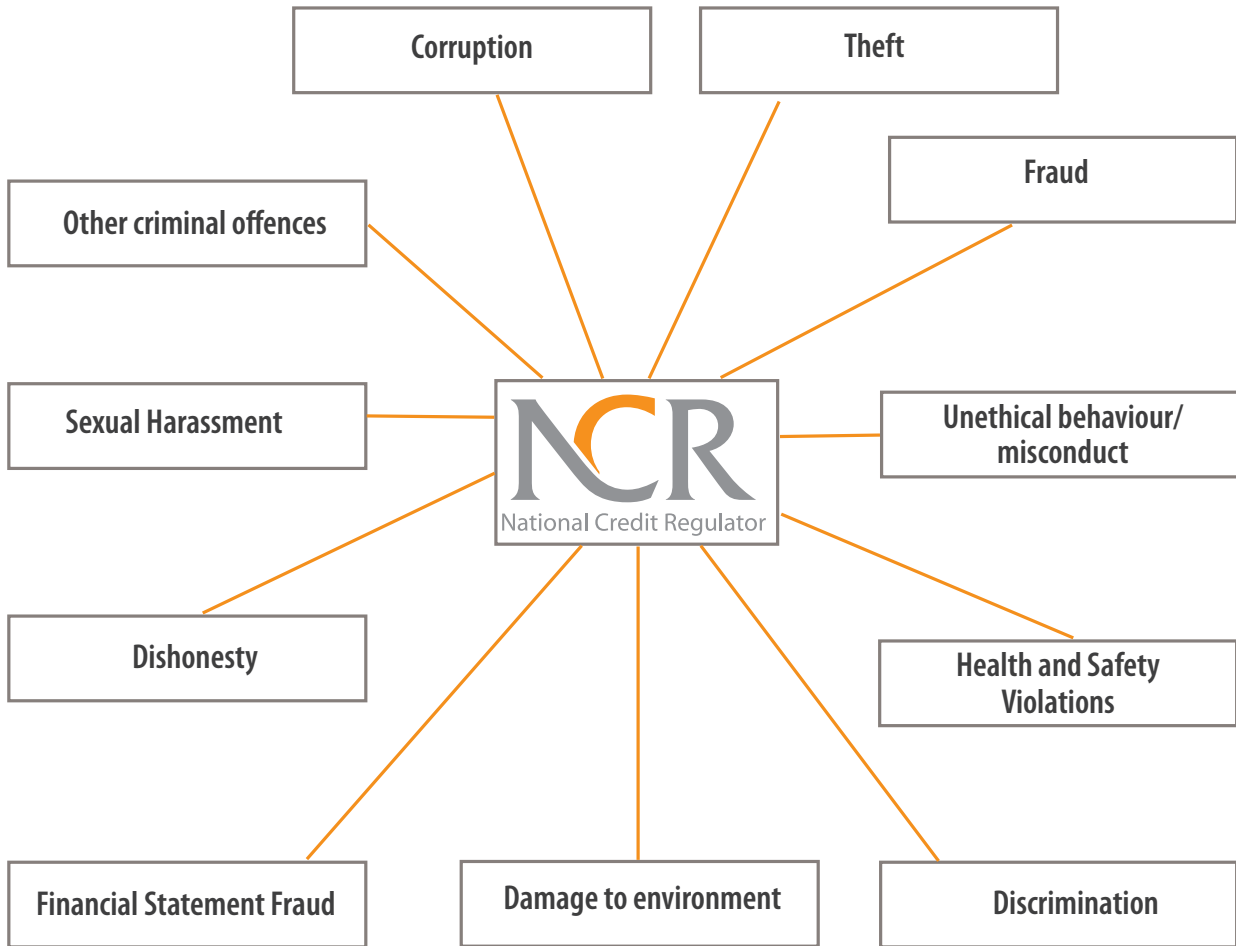 Corruption
Theft
Fraud
Other criminal offences
Sexual Harassment
NCR
National Credit Regulator
Unethical behaviour/
misconduct
Dishonesty
Health and Safety
Violations
Financial Statement Fraud
Damage to environment
Discrimination